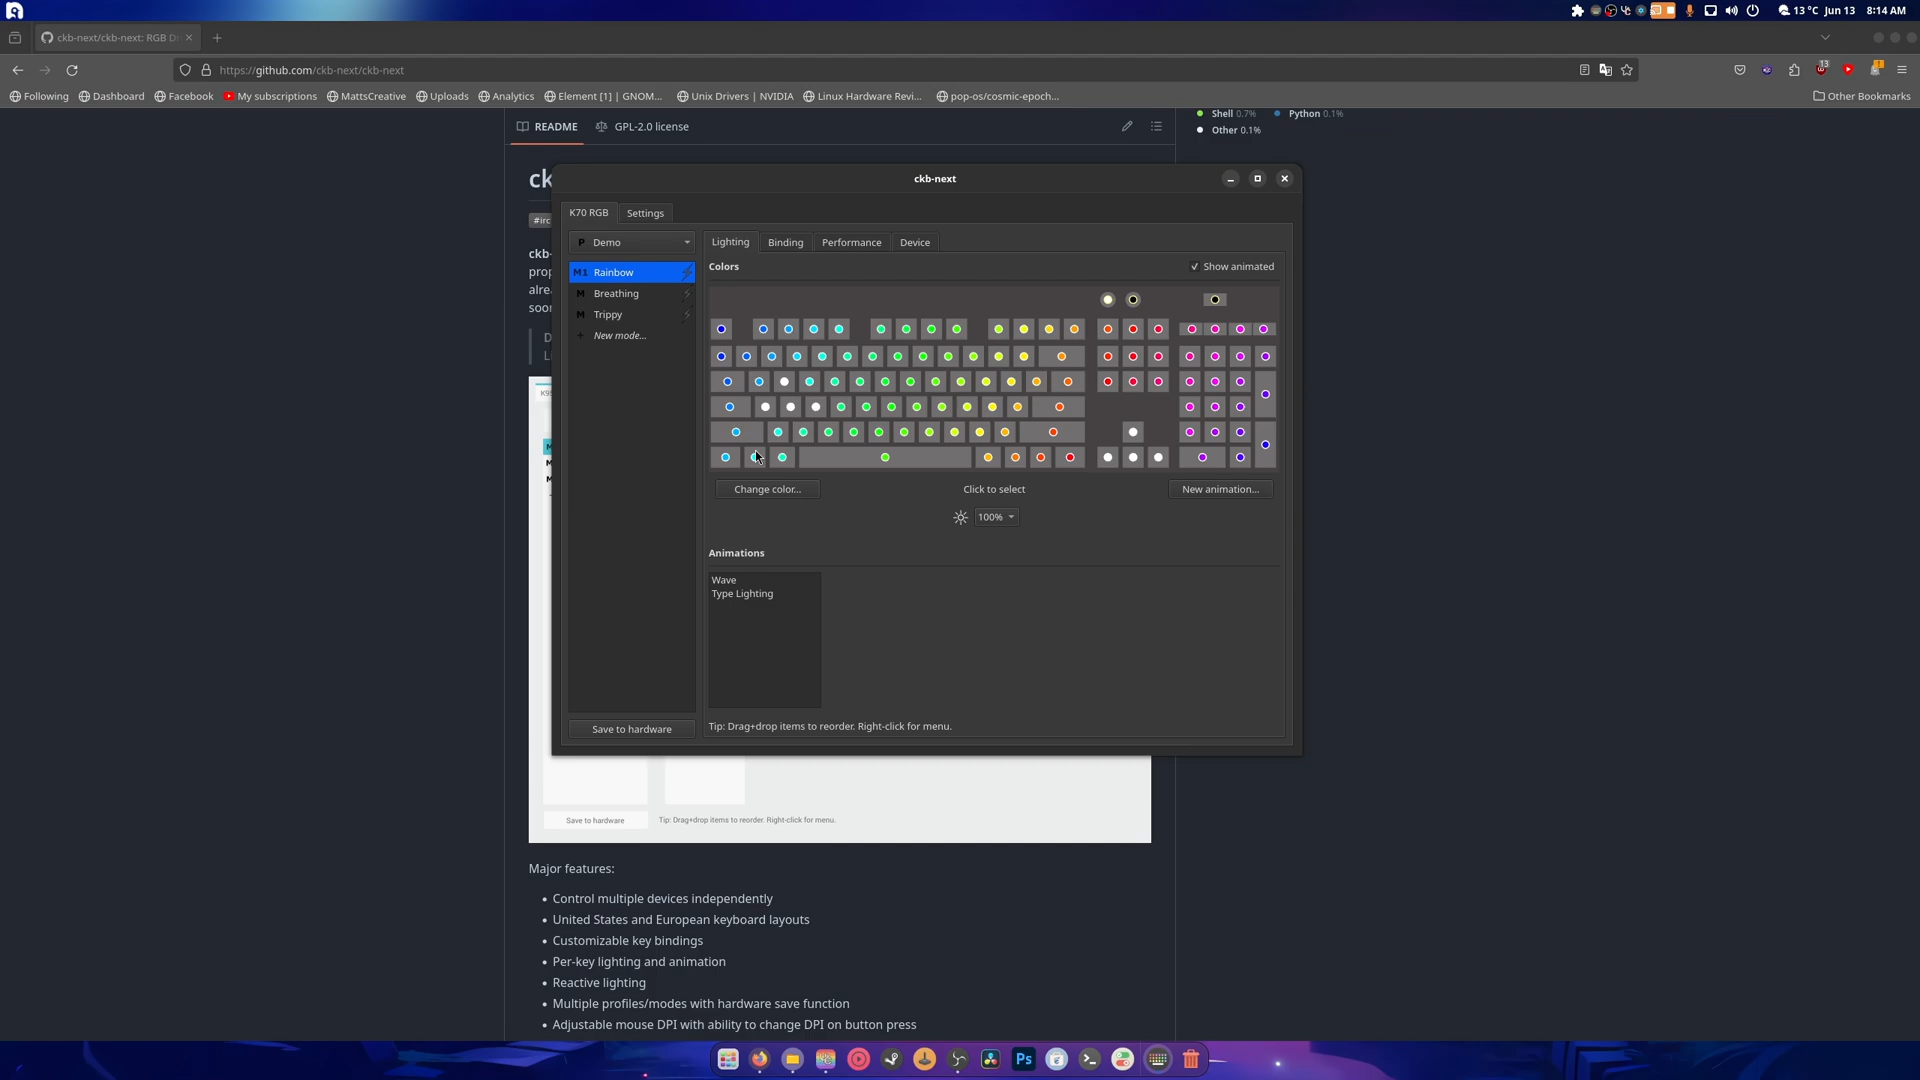 13 °C Jun 13 8:14 AM
ckb-next/ckb-next: RGB D
https://github.com/ckb-next/ckb-next
13
Following Dashboard Facebook My subscriptions MattsCreative Uploads Analytics Element [1] | GNOM... Unix Drivers | NVIDIA Linux Hardware Revi... pop-os/cosmic-epoch... Other Bookmarks
Shell 0.7% Python 0.1%
Other 0.1%
README GPL-2.0 license
ck
#irc
ckb-
prop
alre
soo
D
L
ckb-next
K70 RGB Settings
P Demo
M1 Rainbow
M Breathing
M Trippy
+ New mode...
Save to hardware
Lighting Binding Performance Device
Colors Show animated
Change color... Click to select New animation...
100%
Animations
Wave
Type Lighting
Tip: Drag+drop items to reorder. Right-click for menu.
Save to hardware Tip: Drag+drop items to reorder. Right-click for menu.
Major features:
• Control multiple devices independently
• United States and European keyboard layouts
• Customizable key bindings
• Per-key lighting and animation
• Reactive lighting
• Multiple profiles/modes with hardware save function
• Adjustable mouse DPI with ability to change DPI on button press
Ps